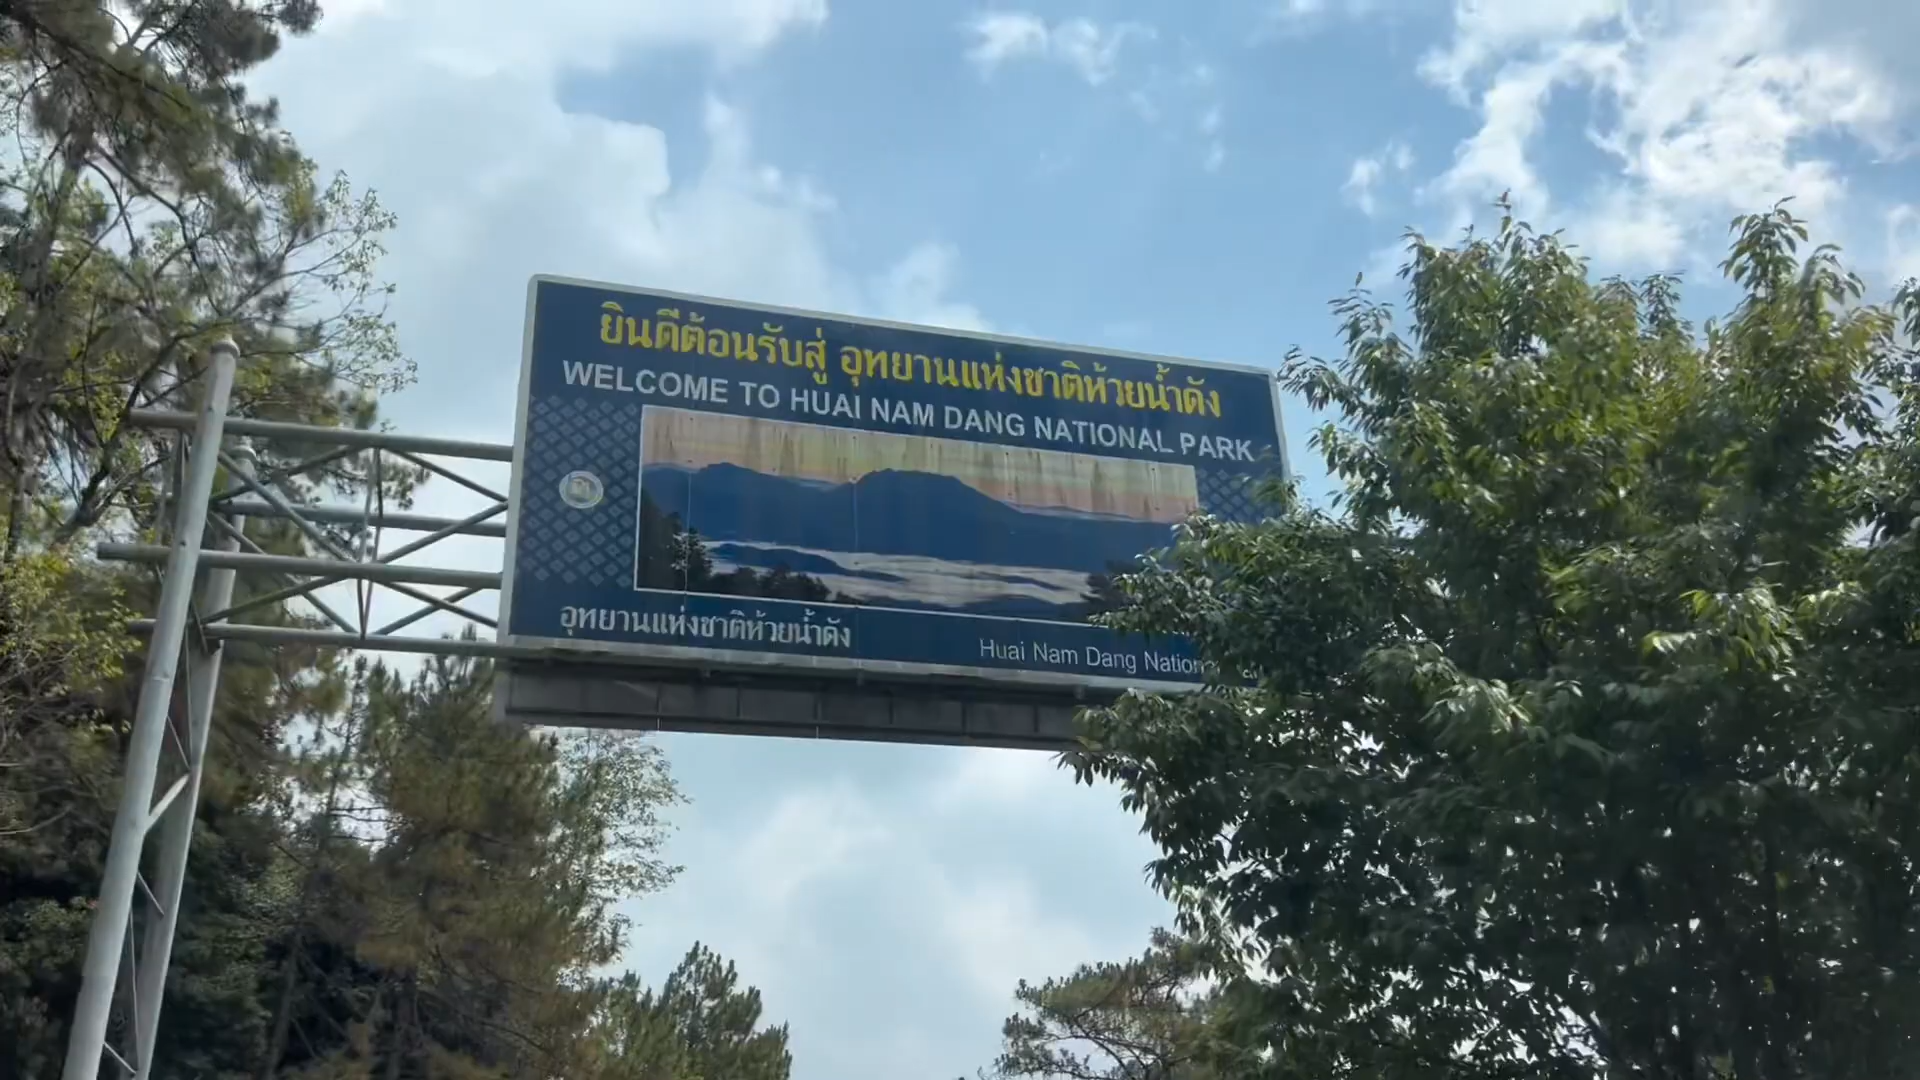 ยินดีต้อนรับสู่ อุทยานแห่งชาติห้วยน้ำดัง
WELCOME TO HUAI NAM DANG NATIONAL PARK
อุทยานแห่งชาติห้วยน้ำดัง
Huai Nam Dang